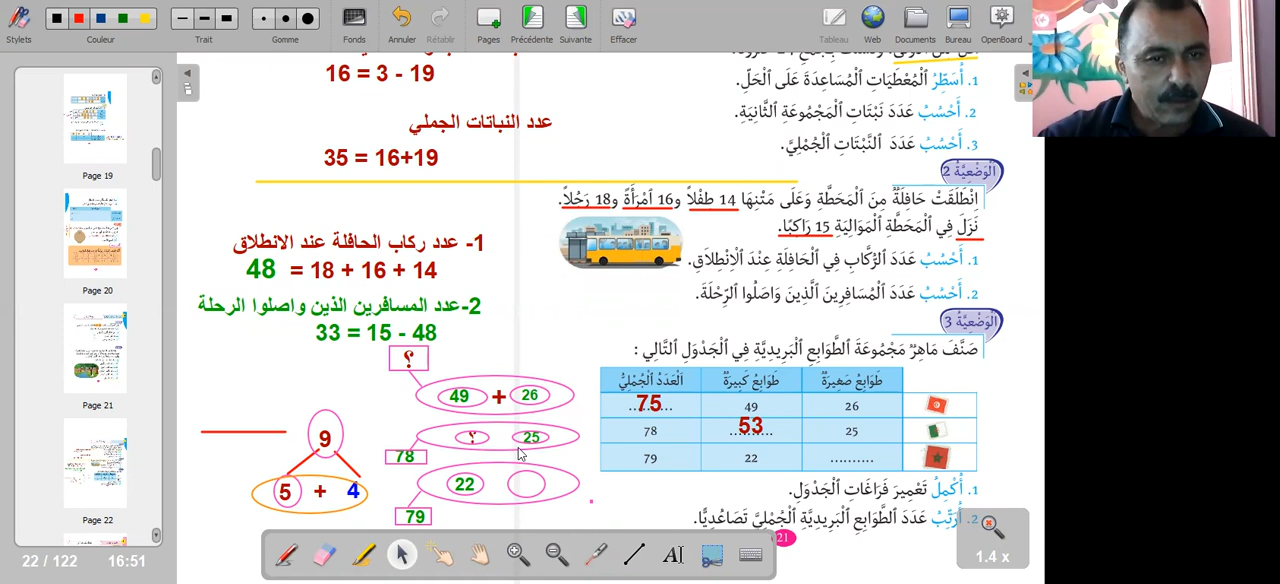 Stylets
Couleur
Trait
Gomme
Fonds
Annuler
Rétablir
Pages
Précédente
Suivante
Effacer
Tableau
Web
Documents
Bureau
OpenBoard
Page 19
Page 20
Page 21
Page 22
22 / 122
16:51
16 = 3 - 19
1. أُسَطِّرُ ٱلْمُعْطَيَاتِ ٱلْمُسَاعِدَةَ عَلَى ٱلْحَلِّ.
2. أَحْسُبُ عَدَدَ نَبْتَاتِ ٱلْمَجْمُوعَةِ ٱلثَّانِيَةِ.
عدد النباتات الجملي
3. أَحْسُبُ عَدَدَ ٱلنَّبْتَاتِ ٱلْجُمْلِيَّ.
35 = 16+19
اَلْوَضْعِيَّةُ 2
اِنْطَلَقَتْ حَافِلَةٌ مِنَ ٱلْمَحَطَّةِ وَعَلَى مَتْنِهَا 14 طِفْلاً و16 ٱمْرَأَةً و18 رَجُلاً.
نَزَلَ فِي ٱلْمَحَطَّةِ ٱلْمَوَالِيَةِ 15 رَاكبًا.
1. أَحْسُبُ عَدَدَ ٱلرُّكَّابِ فِي ٱلْحَافِلَةِ عِنْدَ ٱلْاِنْطِلَاقِ.
2. أَحْسُبُ عَدَدَ ٱلْمُسَافِرِينَ ٱلَّذِينَ وَاصَلُوا ٱلرِّحْلَةَ.
1- عدد ركاب الحافلة عند الانطلاق
48 = 18 + 16 + 14
2-عدد المسافرين الذين واصلوا الرحلة
33 = 15 - 48
اَلْوَضْعِيَّةُ 3
صَنَّفَ مَاهِرٌ مَجْمُوعَةَ ٱلطَّوَابِعِ ٱلْبَرِيدِيَّةِ فِي ٱلْجَدْوَلِ ٱلتَّالِي :
طَوَابِعُ صَغِيرَةٌ طَوَابِعُ كَبِيرَةٌ اَلْعَدَدُ ٱلْجُمْلِيُّ
26 49 75
25 53 78
.......... 22 79
1. أُكْمِلُ تَعْمِيرَ فَرَاغَاتِ ٱلْجَدْوَلِ.
2. أُرَتِّبُ عَدَدَ ٱلطَّوَابِعِ ٱلْبَرِيدِيَّةِ ٱلْجُمْلِيَّ تَصَاعُدِيًّا.
21
؟
49 + 26
؟ 25
78
22
79
9
5 + 4
1.4 x